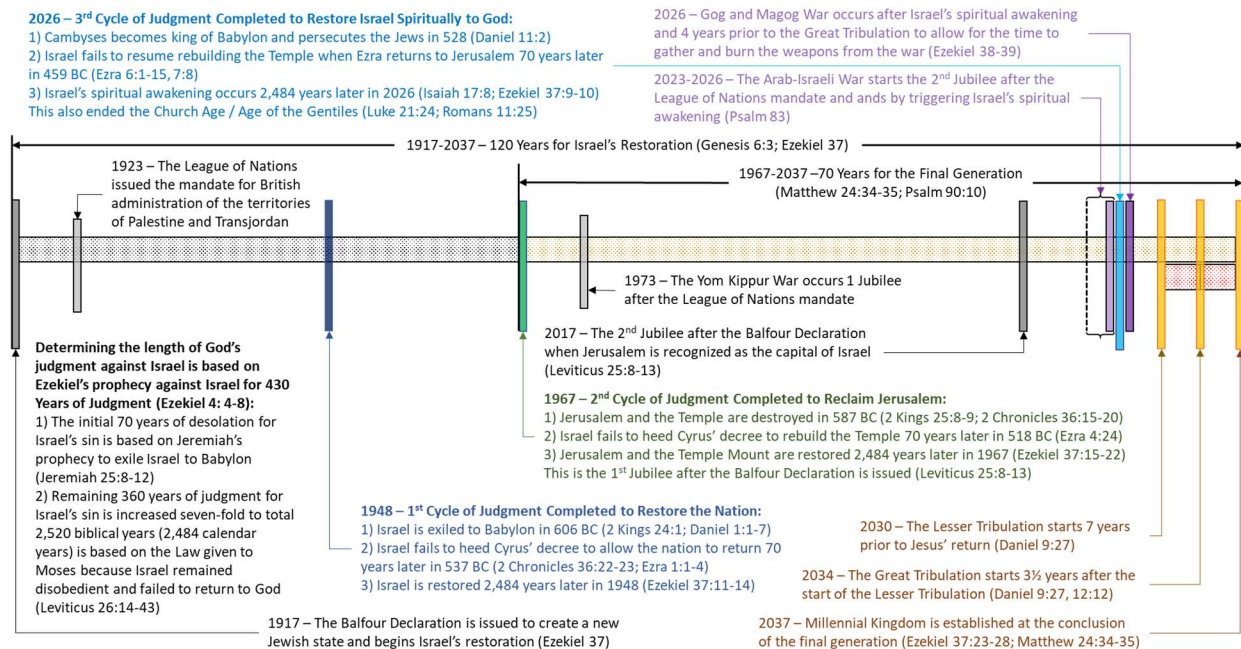 2026 – 3rd Cycle of Judgment Completed to Restore Israel Spiritually to God:
1) Cambyses becomes king of Babylon and persecutes the Jews in 528 (Daniel 11:2)
2) Israel fails to resume rebuilding the Temple when Ezra returns to Jerusalem 70 years later
in 459 BC (Ezra 6:1-15, 7:8)
3) Israel's spiritual awakening occurs 2,484 years later in 2026 (Isaiah 17:8; Ezekiel 37:9-10)
This also ended the Church Age / Age of the Gentiles (Luke 21:24; Romans 11:25)
2026 – Gog and Magog War occurs after Israel's spiritual awakening
and 4 years prior to the Great Tribulation to allow for the time to
gather and burn the weapons from the war (Ezekiel 38-39)
2023-2026 – The Arab-Israeli War starts the 2nd Jubilee after the
League of Nations mandate and ands by triggering Israel's spiritual
awakening (Psalm 83)
1917-2037 – 120 Years for Israel's Restoration (Genesis 6:3; Ezekiel 37)
1923 – The League of Nations
issued the mandate for British
administration of the territories
of Palestine and Transjordan
1967-2037 –70 Years for the Final Generation
(Matthew 24:34-35; Psalm 90:10)
1973 – The Yom Kippur War occurs 1 Jubilee
after the League of Nations mandate
2017 – The 2nd Jubilee after the Balfour Declaration
when Jerusalem is recognized as the capital of Israel
(Leviticus 25:8-13)
Determining the length of God's
judgment against Israel is based on
Ezekiel's prophecy against Israel for 430
Years of Judgment (Ezekiel 4: 4-8):
1) The initial 70 years of desolation for
Israel's sin is based on Jeremiah's
prophecy to exile Israel to Babylon
(Jeremiah 25:8-12)
2) Remaining 360 years of judgment for
Israel's sin is increased seven-fold to total
2,520 biblical years (2,484 calendar
years) is based on the Law given to
Moses because Israel remained
disobedient and failed to return to God
(Leviticus 26:14-43)
1967 – 2nd Cycle of Judgment Completed to Reclaim Jerusalem:
1) Jerusalem and the Temple are destroyed in 587 BC (2 Kings 25:8-9; 2 Chronicles 36:15-20)
2) Israel fails to heed Cyrus' decree to rebuild the Temple 70 years later in 518 BC (Ezra 4:24)
3) Jerusalem and the Temple Mount are restored 2,484 years later in 1967 (Ezekiel 37:15-22)
This is the 1st Jubilee after the Balfour Declaration is issued (Leviticus 25:8-13)
1948 – 1st Cycle of Judgment Completed to Restore the Nation:
1) Israel is exiled to Babylon in 606 BC (2 Kings 24:1; Daniel 1:1-7)
2) Israel fails to heed Cyrus' decree to allow the nation to return 70
years later in 537 BC (2 Chronicles 36:22-23; Ezra 1:1-4)
3) Israel is restored 2,484 years later in 1948 (Ezekiel 37:11-14)
2030 – The Lesser Tribulation starts 7 years
prior to Jesus' return (Daniel 9:27)
2034 – The Great Tribulation starts 3½ years after the
start of the Lesser Tribulation (Daniel 9:27, 12:12)
1917 – The Balfour Declaration is issued to create a new
Jewish state and begins Israel's restoration (Ezekiel 37)
2037 – Millennial Kingdom is established at the conclusion
of the final generation (Ezekiel 37:23-28; Matthew 24:34-35)